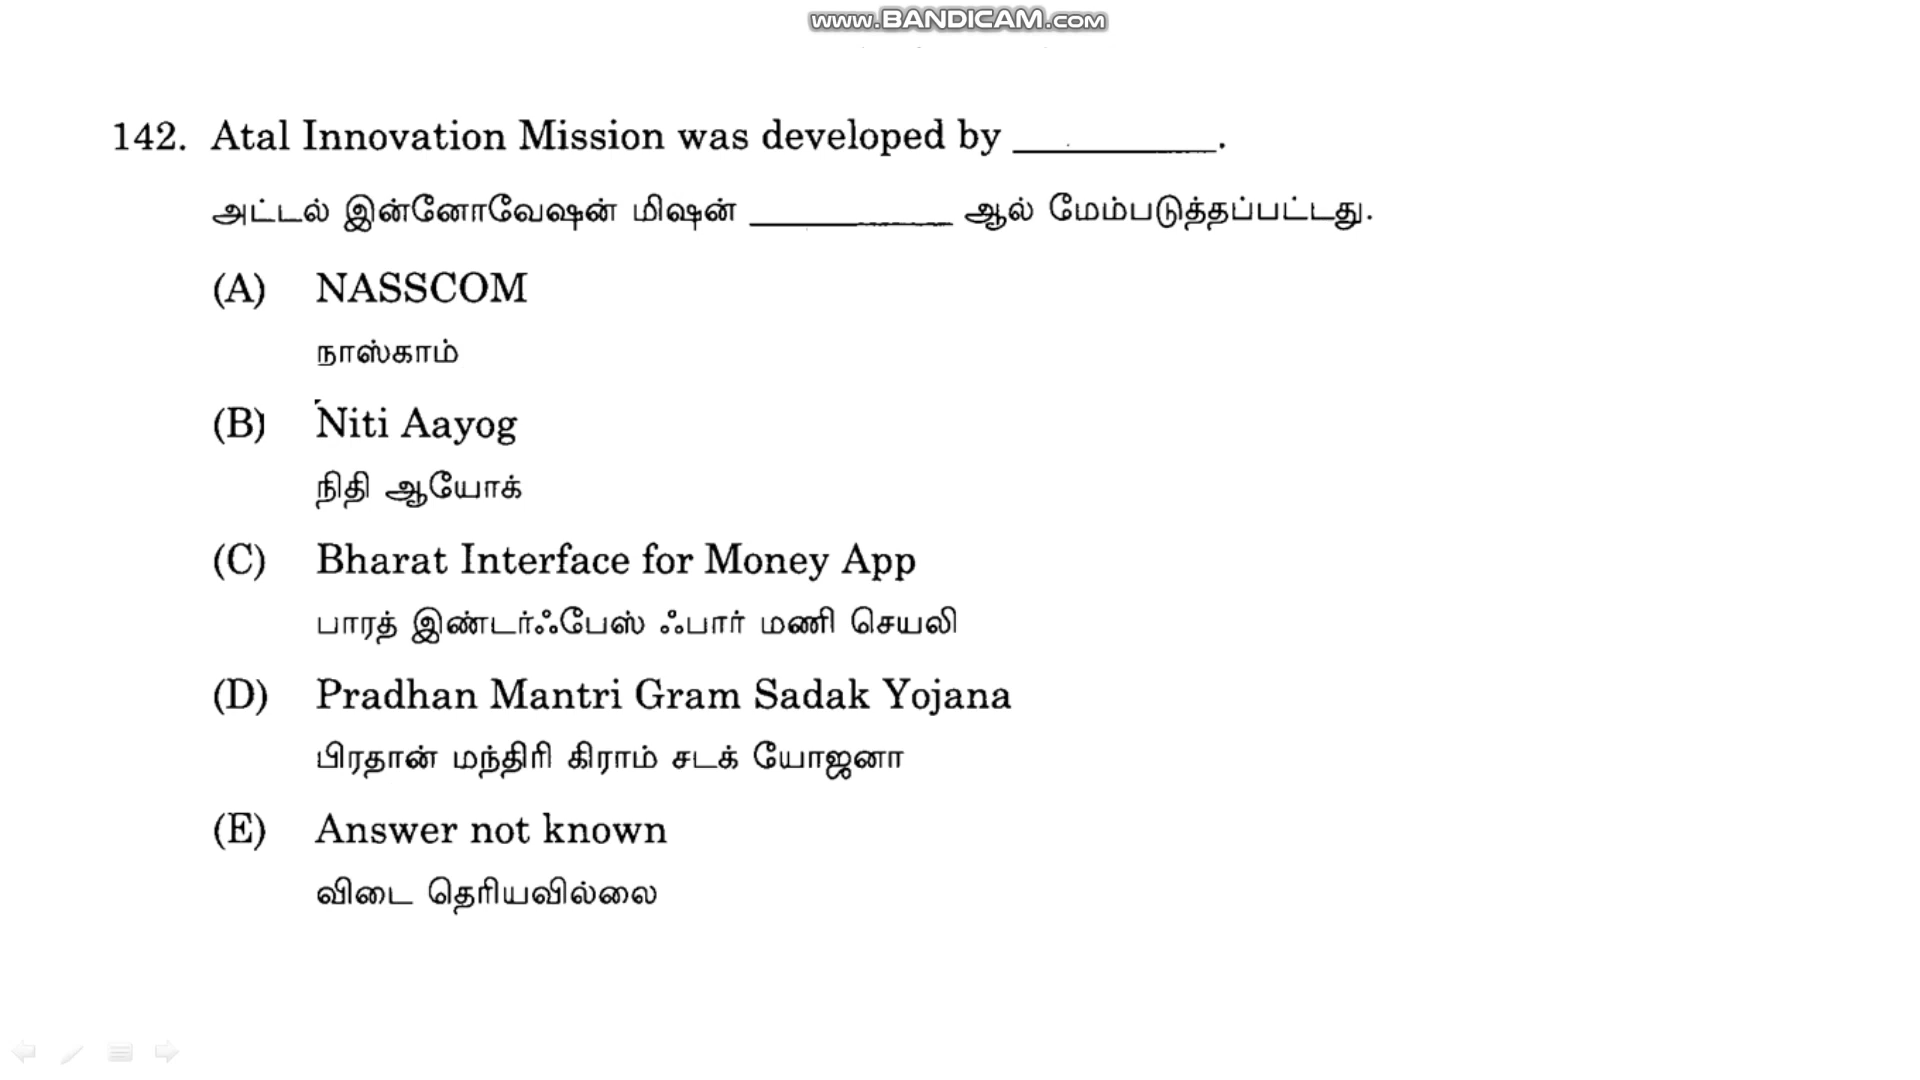 www.BANDICAM.com
142. Atal Innovation Mission was developed by __________.
அட்டல் இன்னோவேஷன் மிஷன் __________ ஆல் மேம்படுத்தப்பட்டது.
(A) NASSCOM
நாஸ்காம்
(B) Niti Aayog
நிதி ஆயோக்
(C) Bharat Interface for Money App
பாரத் இண்டர்ஃபேஸ் ஃபார் மணி செயலி
(D) Pradhan Mantri Gram Sadak Yojana
பிரதான் மந்திரி கிராம் சடக் யோஜனா
(E) Answer not known
விடை தெரியவில்லை